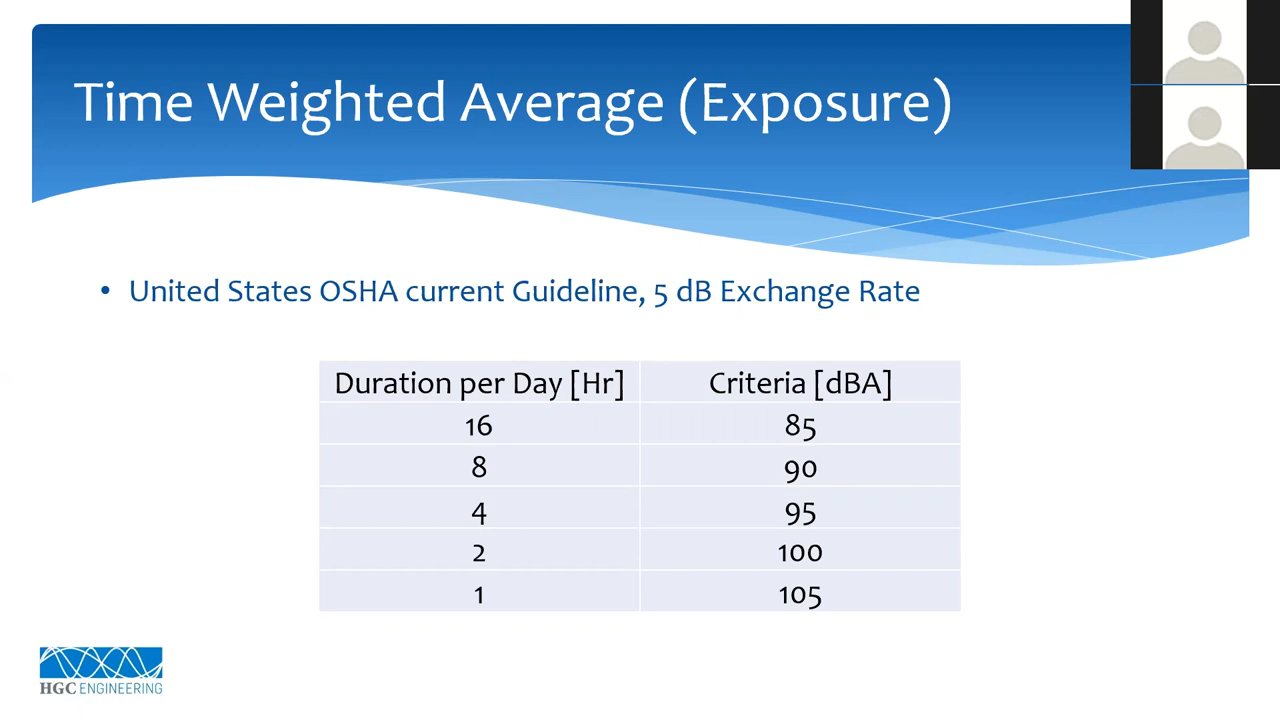 Time Weighted Average (Exposure)
• United States OSHA current Guideline, 5 dB Exchange Rate
Duration per Day [Hr] Criteria [dBA]
16 85
8 90
4 95
2 100
1 105
HGC ENGINEERING